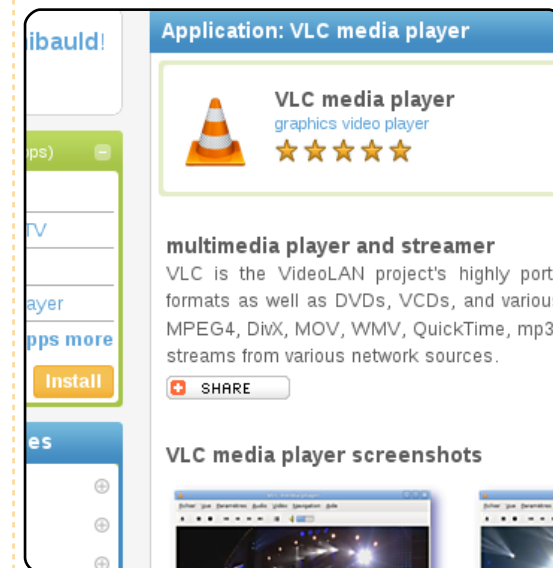 ibauld!
ps)
TV
ayer
pps more
Install
es
Application: VLC media player
VLC media player
graphics video player
multimedia player and streamer
VLC is the VideoLAN project's highly port
formats as well as DVDs, VCDs, and various
MPEG4, DivX, MOV, WMV, QuickTime, mp3
streams from various network sources.
SHARE
VLC media player screenshots